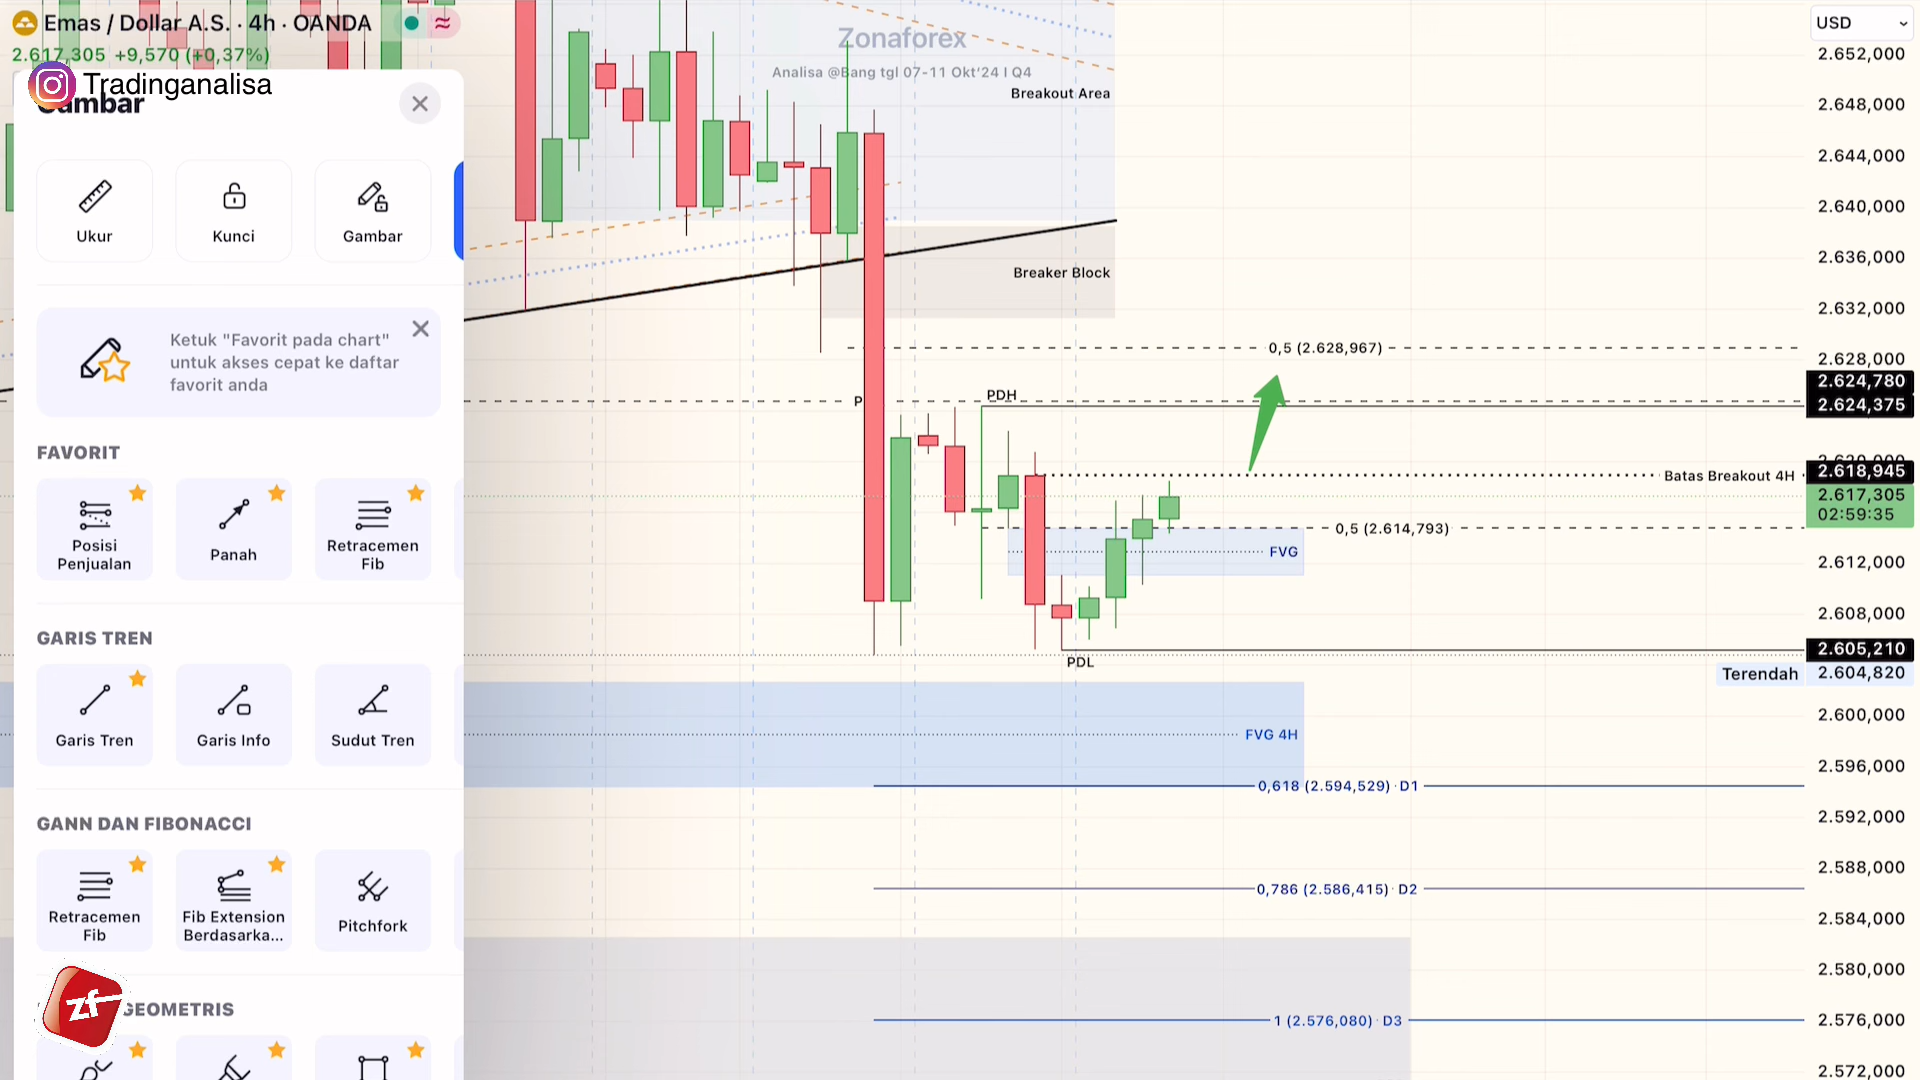 Emas / Dollar A.S. · 4h · OANDA
2.617,305 +9,570 (+0,37%)
Tradinganalisa
Gambar
Ukur
Kunci
Gambar
Ketuk "Favorit pada chart"
untuk akses cepat ke daftar
favorit anda
FAVORIT
Posisi
Penjualan
Panah
Retracemen
Fib
GARIS TREN
Garis Tren
Garis Info
Sudut Tren
GANN DAN FIBONACCI
Retracemen
Fib
Fib Extension
Berdasarka...
Pitchfork
GEOMETRIS
zf
Zonaforex
Analisa @Bang tgl 07-11 Okt'24 I Q4
Breakout Area
Breaker Block
0,5 (2.628,967)
P
PDH
Batas Breakout 4H
0,5 (2.614,793)
FVG
PDL
Terendah
FVG 4H
0,618 (2.594,529) · D1
0,786 (2.586,415) · D2
1 (2.576,080) · D3
USD
2.652,000
2.648,000
2.644,000
2.640,000
2.636,000
2.632,000
2.628,000
2.624,780
2.624,375
2.618,945
2.617,305
02:59:35
2.612,000
2.608,000
2.605,210
2.604,820
2.600,000
2.596,000
2.592,000
2.588,000
2.584,000
2.580,000
2.576,000
2.572,000